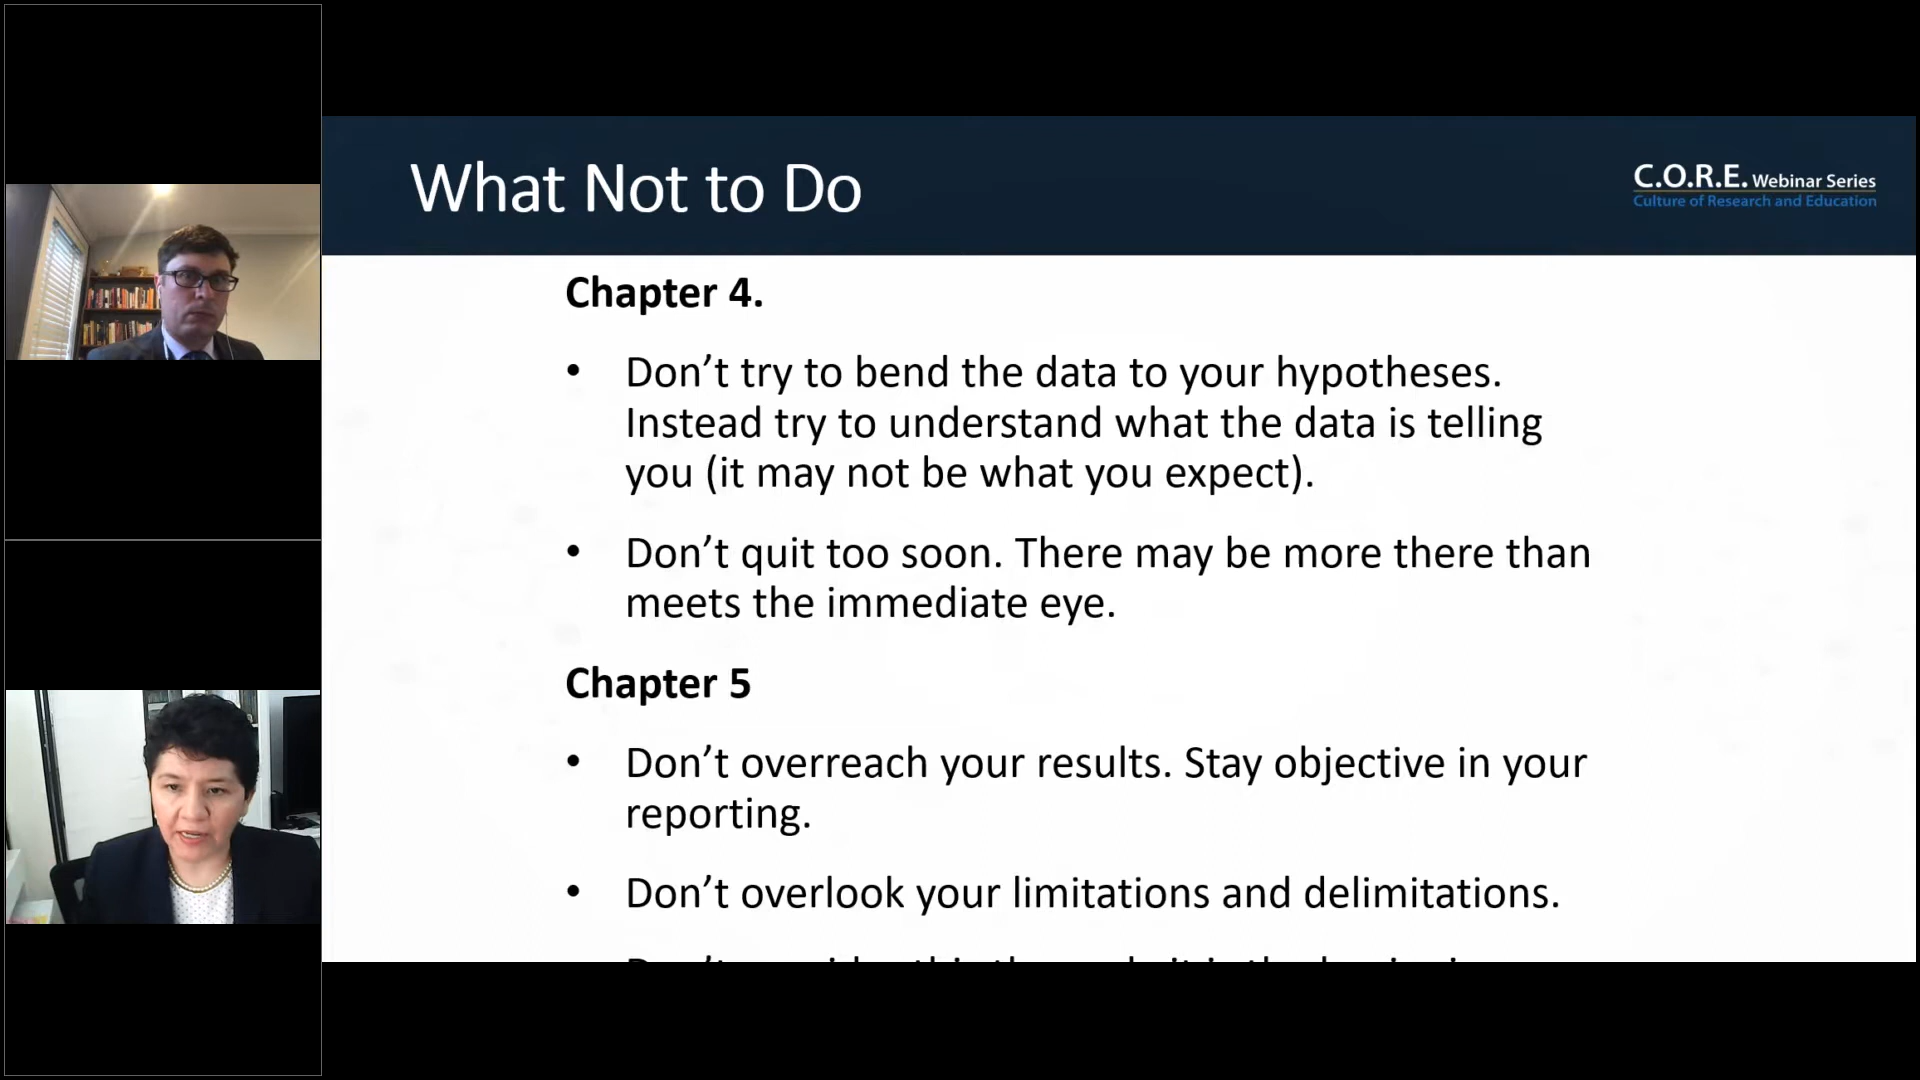 What Not to Do
C.O.R.E. Webinar Series
Culture of Research and Education
Chapter 4.
• Don’t try to bend the data to your hypotheses.
Instead try to understand what the data is telling
you (it may not be what you expect).
• Don’t quit too soon. There may be more there than
meets the immediate eye.
Chapter 5
• Don’t overreach your results. Stay objective in your
reporting.
• Don’t overlook your limitations and delimitations.